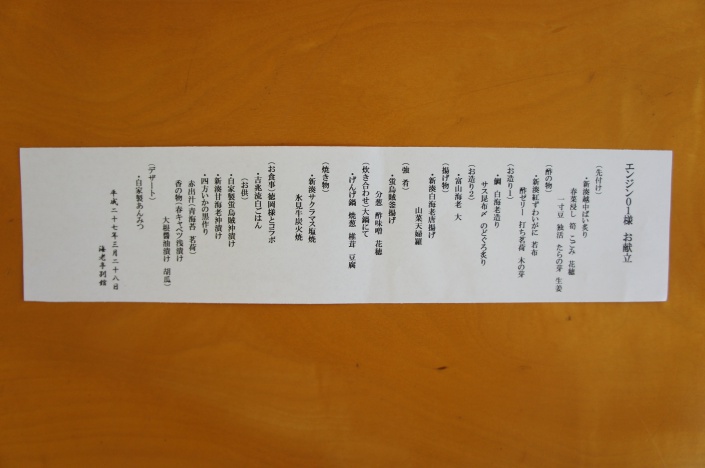 エンジン01様 お献立
(先付け)
・新湊越中ばい炙り
春菜浸し 筍 こごみ 花穂
一寸豆 独活 たらの芽 生姜
(酢の物)
・新湊紅ずわいがに 若布
酢ゼリー 打ち茗荷 木の芽
(お造り1)
・鯛 白海老造り
サス昆布〆 のどぐろ炙り
(お造り2)
・富山海老 大
(揚げ物)
・新湊白海老唐揚げ
山菜天婦羅
(強 肴)
・蛍烏賊釜揚げ
分葱 酢味噌 花穂
(炊き合わせ)大鍋にて
・げんげ鍋 焼葱 椎茸 豆腐
(焼き物)
・新湊サクラマス塩焼
氷見牛炭火焼
(お食事)徳岡様とコラボ
・吉兆流白ごはん
(お供)
・自家製蛍烏賊沖漬け
・新湊甘海老沖漬け
・四方いかの黒作り
赤出汁(青海苔 茗荷)
香の物(春キャベツ浅漬け
大根醤油漬け 胡瓜)
(デザート)
・自家製あんみつ
平成二十七年三月二十八日
海老亭別館